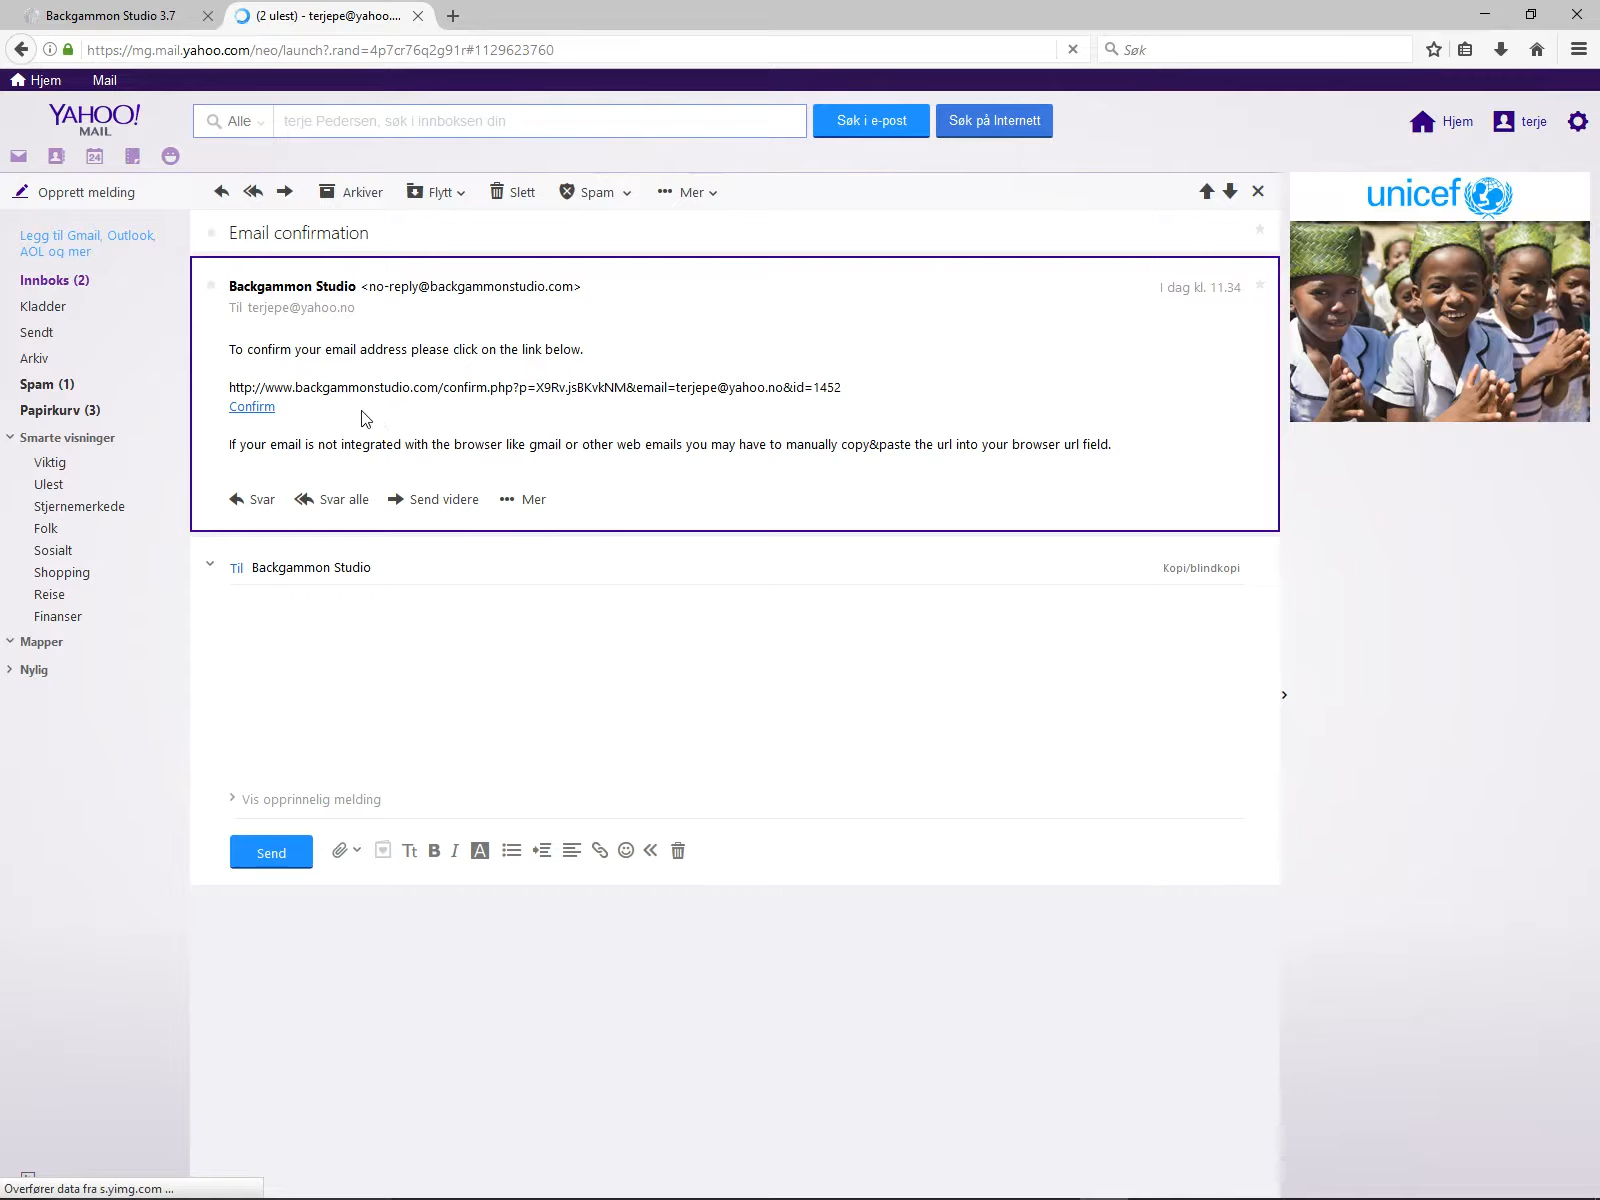 Backgammon Studio 3.7
(2 ulest) - terjepe@yahoo....
https://mg.mail.yahoo.com/neo/launch?.rand=4p7cr76q2g91r#1129623760
Søk
Hjem
Mail
YAHOO!
MAIL
Alle
terje Pedersen, søk i innboksen din
Søk i e-post
Søk på Internett
Hjem
terje
24
Opprett melding
Arkiver
Flytt
Slett
Spam
Mer
Legg til Gmail, Outlook,
AOL og mer
Innboks (2)
Kladder
Sendt
Arkiv
Spam (1)
Papirkurv (3)
Smarte visninger
Viktig
Ulest
Stjernemerkede
Folk
Sosialt
Shopping
Reise
Finanser
Mapper
Nylig
Email confirmation
Backgammon Studio <no-reply@backgammonstudio.com>
I dag kl. 11.34
Til terjepe@yahoo.no
To confirm your email address please click on the link below.
http://www.backgammonstudio.com/confirm.php?p=X9Rv.jsBKvkNM&email=terjepe@yahoo.no&id=1452
Confirm
If your email is not integrated with the browser like gmail or other web emails you may have to manually copy&paste the url into your browser url field.
Svar
Svar alle
Send videre
Mer
Til Backgammon Studio
Kopi/blindkopi
Vis opprinnelig melding
Send
Tt B I A
unicef
Overfører data fra s.yimg.com ...